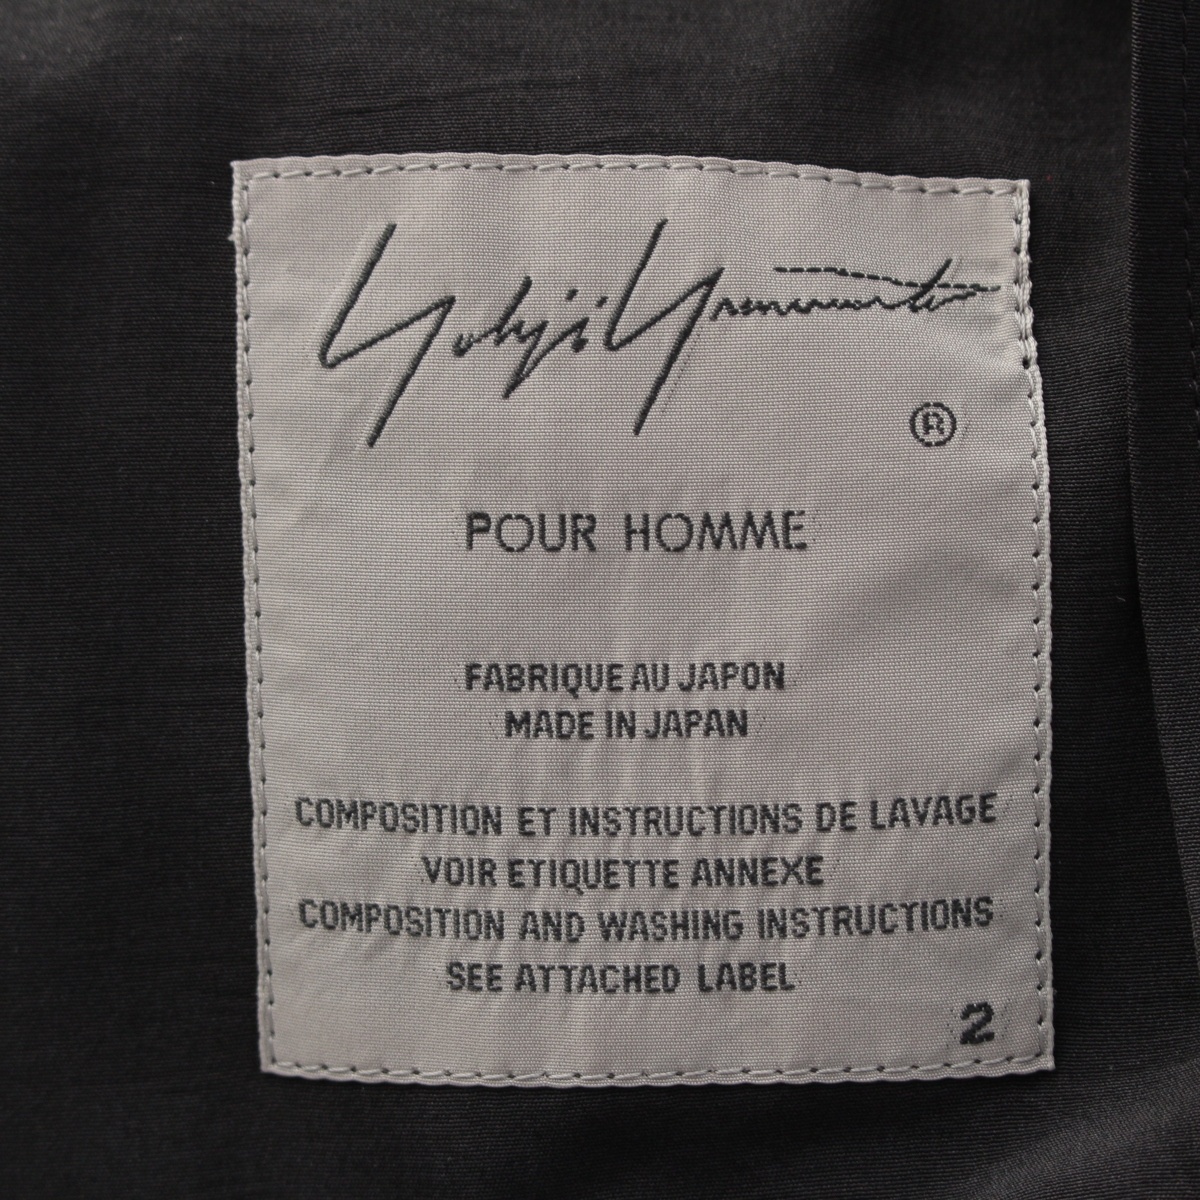 Yohji Yamamoto
®
POUR HOMME
FABRIQUE AU JAPON
MADE IN JAPAN
COMPOSITION ET INSTRUCTIONS DE LAVAGE
VOIR ETIQUETTE ANNEXE
COMPOSITION AND WASHING INSTRUCTIONS
SEE ATTACHED LABEL
2